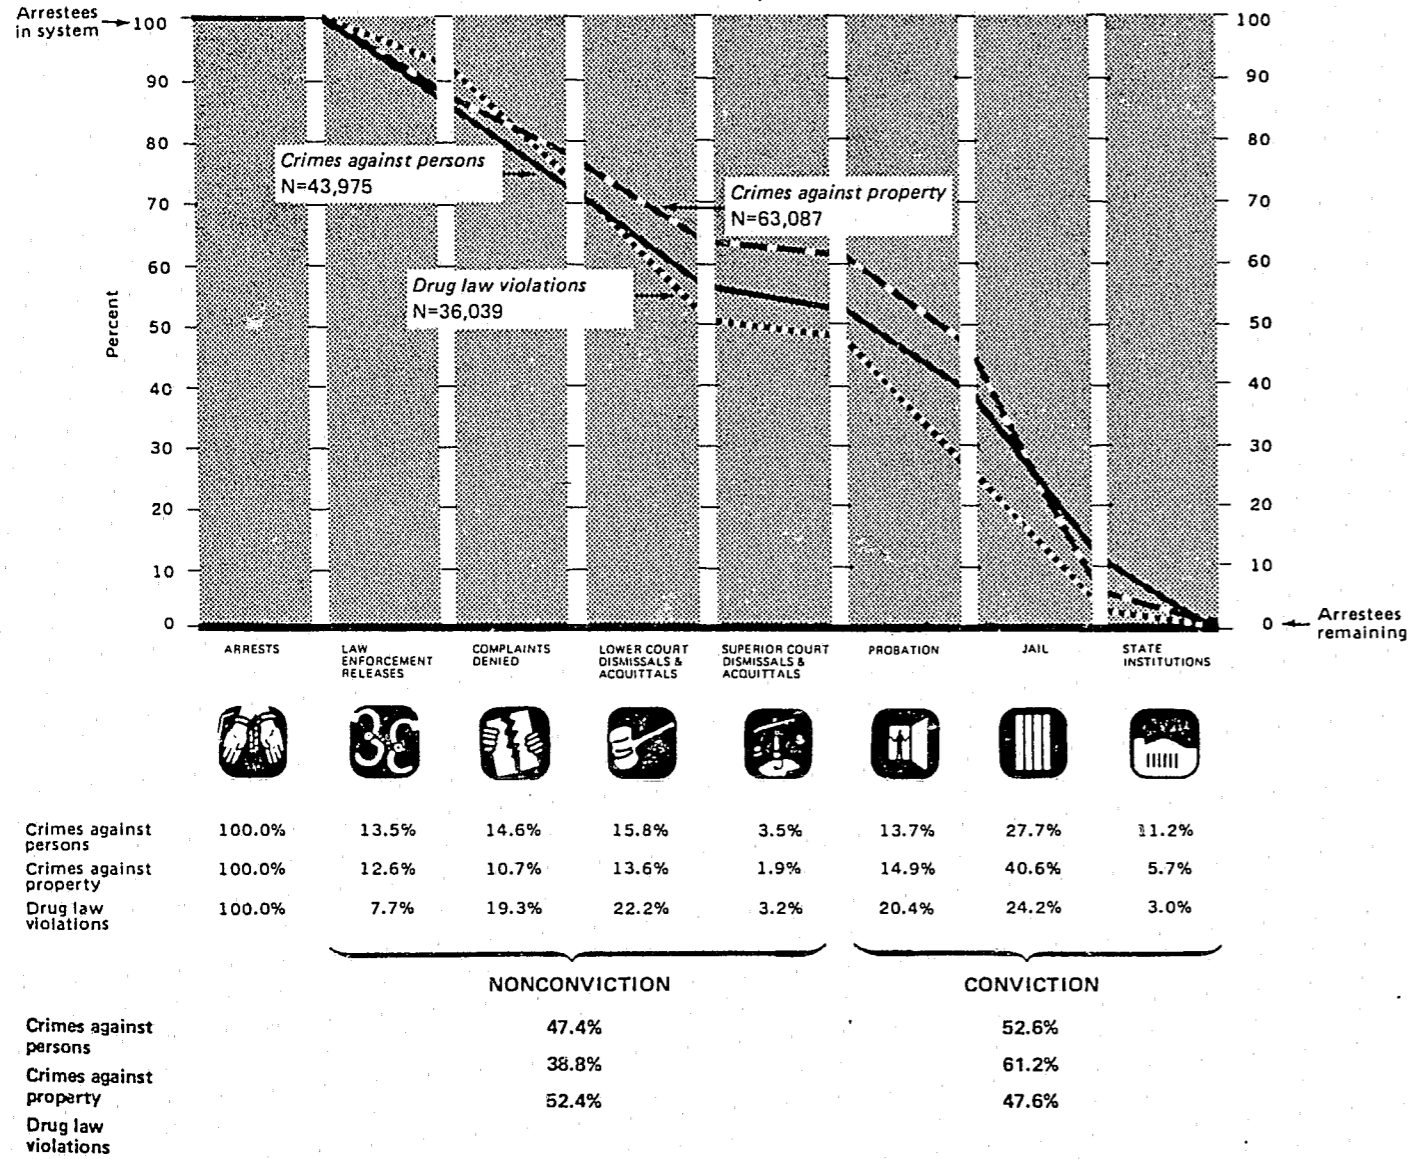 Arrestees
in system
100
90
80
70
60
50
40
30
20
10
0
Percent
100
90
80
70
60
50
40
30
20
10
0
Arrestees
remaining
Crimes against persons
N=43,975
Crimes against property
N=63,087
Drug law violations
N=36,039
ARRESTS
LAW
ENFORCEMENT
RELEASES
COMPLAINTS
DENIED
LOWER COURT
DISMISSALS &
ACQUITTALS
SUPERIOR COURT
DISMISSALS &
ACQUITTALS
PROBATION
JAIL
STATE
INSTITUTIONS
Crimes against
persons
100.0% 13.5% 14.6% 15.8% 3.5% 13.7% 27.7% 11.2%
Crimes against
property
100.0% 12.6% 10.7% 13.6% 1.9% 14.9% 40.6% 5.7%
Drug law
violations
100.0% 7.7% 19.3% 22.2% 3.2% 20.4% 24.2% 3.0%
NONCONVICTION CONVICTION
Crimes against
persons
47.4% 52.6%
Crimes against
property
38.8% 61.2%
Drug law
violations
52.4% 47.6%